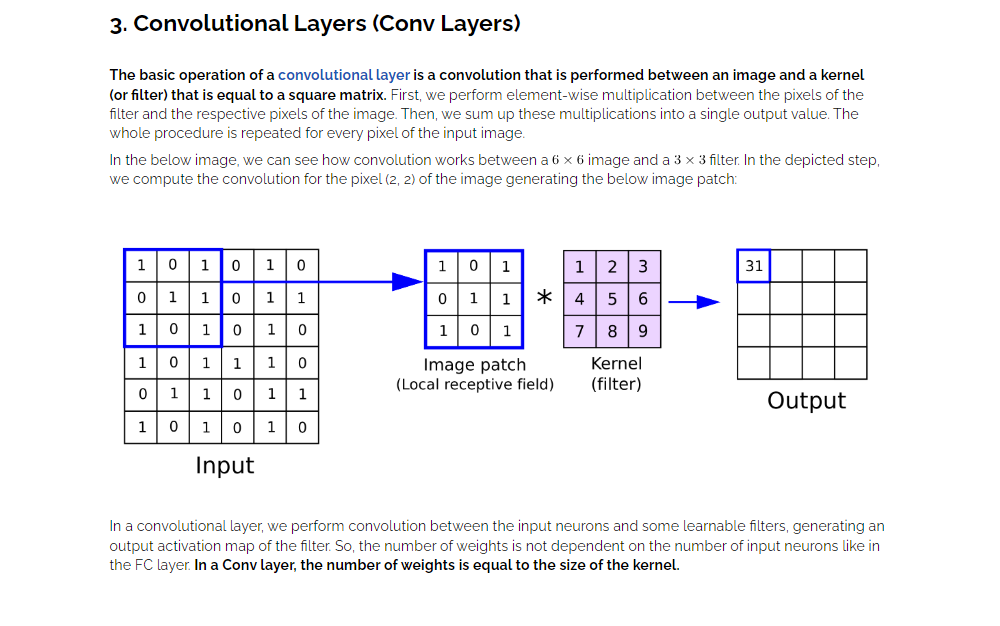 3. Convolutional Layers (Conv Layers)
The basic operation of a convolutional layer is a convolution that is performed between an image and a kernel
(or filter) that is equal to a square matrix. First, we perform element-wise multiplication between the pixels of the
filter and the respective pixels of the image. Then, we sum up these multiplications into a single output value. The
whole procedure is repeated for every pixel of the input image.
In the below image, we can see how convolution works between a 6 × 6 image and a 3 × 3 filter. In the depicted step,
we compute the convolution for the pixel (2, 2) of the image generating the below image patch:
1 0 1 0 1 0
0 1 1 0 1 1
1 0 1 0 1 0
1 0 1 1 1 0
0 1 1 0 1 1
1 0 1 0 1 0
Input
1 0 1
0 1 1
1 0 1
Image patch
(Local receptive field)
*
1 2 3
4 5 6
7 8 9
Kernel
(filter)
31
Output
In a convolutional layer, we perform convolution between the input neurons and some learnable filters, generating an
output activation map of the filter. So, the number of weights is not dependent on the number of input neurons like in
the FC layer. In a Conv layer, the number of weights is equal to the size of the kernel.